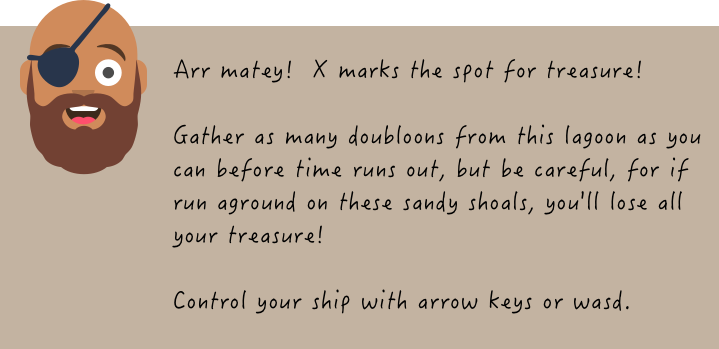 Arr matey!  X marks the spot for treasure!
Gather as many doubloons from this lagoon as you
can before time runs out, but be careful, for if
run aground on these sandy shoals, you'll lose all
your treasure!
Control your ship with arrow keys or wasd.